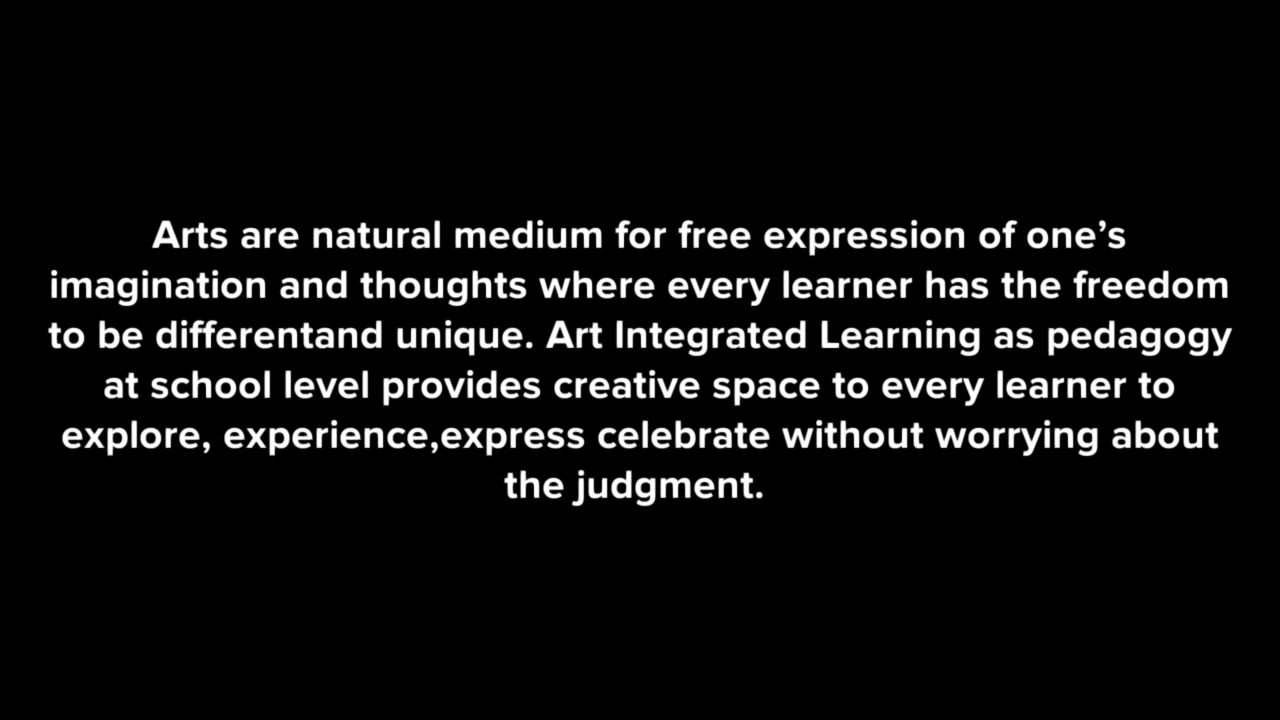 Arts are natural medium for free expression of one’s
imagination and thoughts where every learner has the freedom
to be differentand unique. Art Integrated Learning as pedagogy
at school level provides creative space to every learner to
explore, experience,express celebrate without worrying about
the judgment.